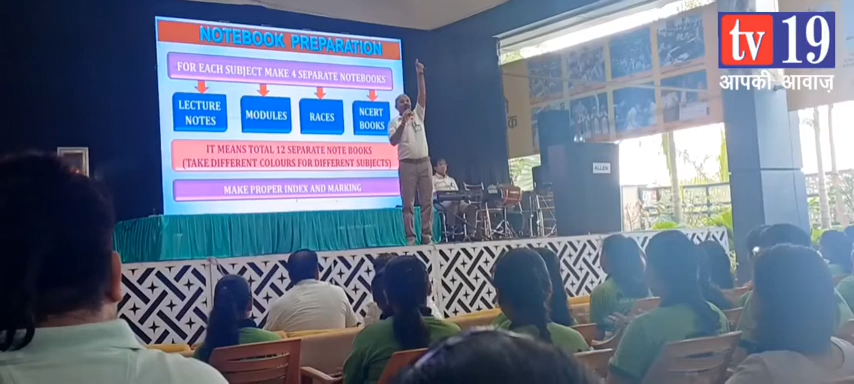 NOTEBOOK PREPARATION
FOR EACH SUBJECT MAKE 4 SEPARATE NOTEBOOKS
LECTURE
NOTES
MODULES
RACES
NCERT
BOOKS
IT MEANS TOTAL 12 SEPARATE NOTE BOOKS
(TAKE DIFFERENT COLOURS FOR DIFFERENT SUBJECTS)
MAKE PROPER INDEX AND MARKING
ALLEN
tv 19
आपकी आवाज़